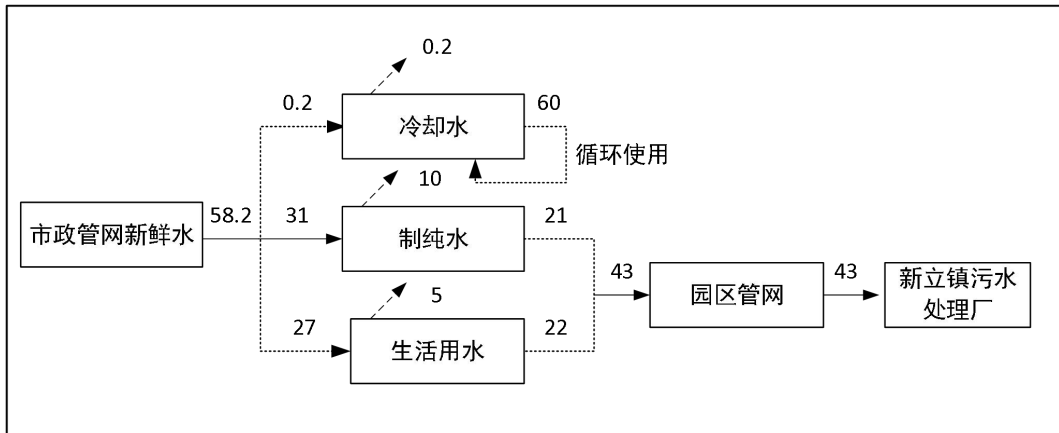 0.2
0.2
60
冷却水
循环使用
10
市政管网新鲜水
58.2
31
制纯水
21
5
43
园区管网
43
新立镇污水
处理厂
27
生活用水
22